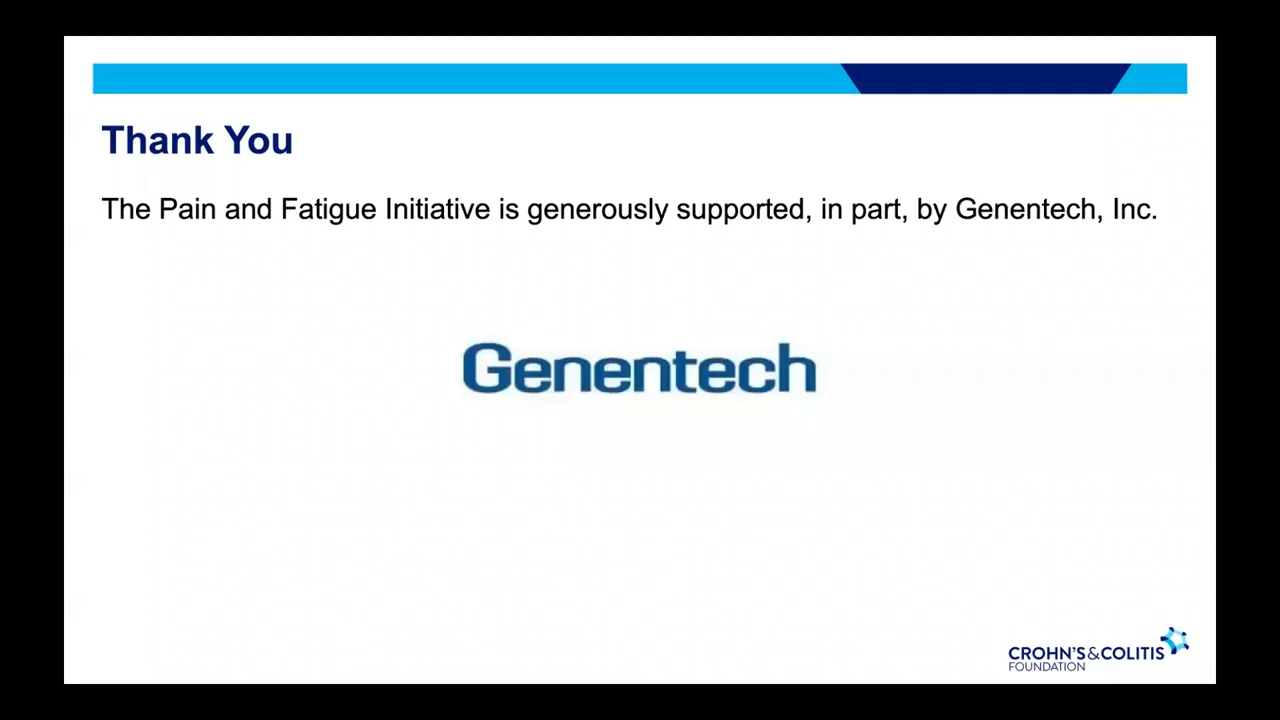 Thank You
The Pain and Fatigue Initiative is generously supported, in part, by Genentech, Inc.
Genentech
CROHN'S & COLITIS
FOUNDATION